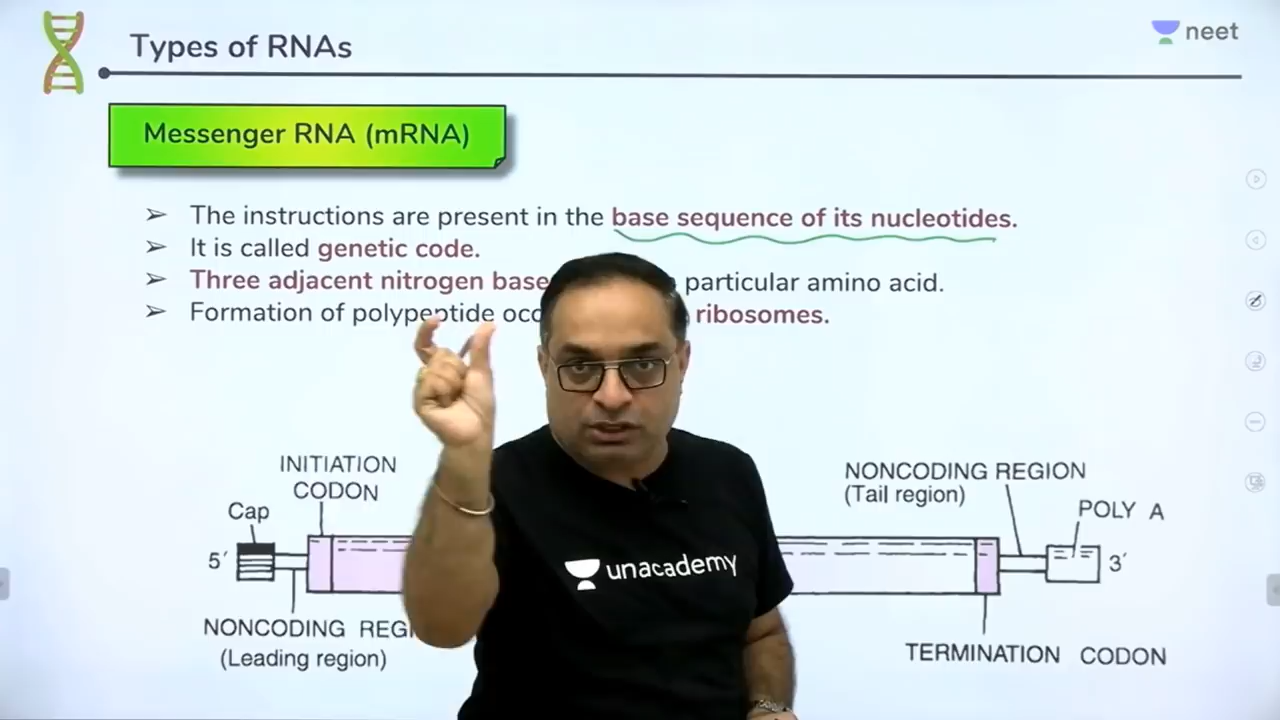 Types of RNAs
neet
Messenger RNA (mRNA)
➢ The instructions are present in the base sequence of its nucleotides.
➢ It is called genetic code.
➢ Three adjacent nitrogen base particular amino acid.
➢ Formation of polypeptide occ ribosomes.
INITIATION
CODON
Cap
NONCODING REGION
(Tail region)
POLY A
5′
3′
unacademy
NONCODING REGI
(Leading region)
TERMINATION CODON